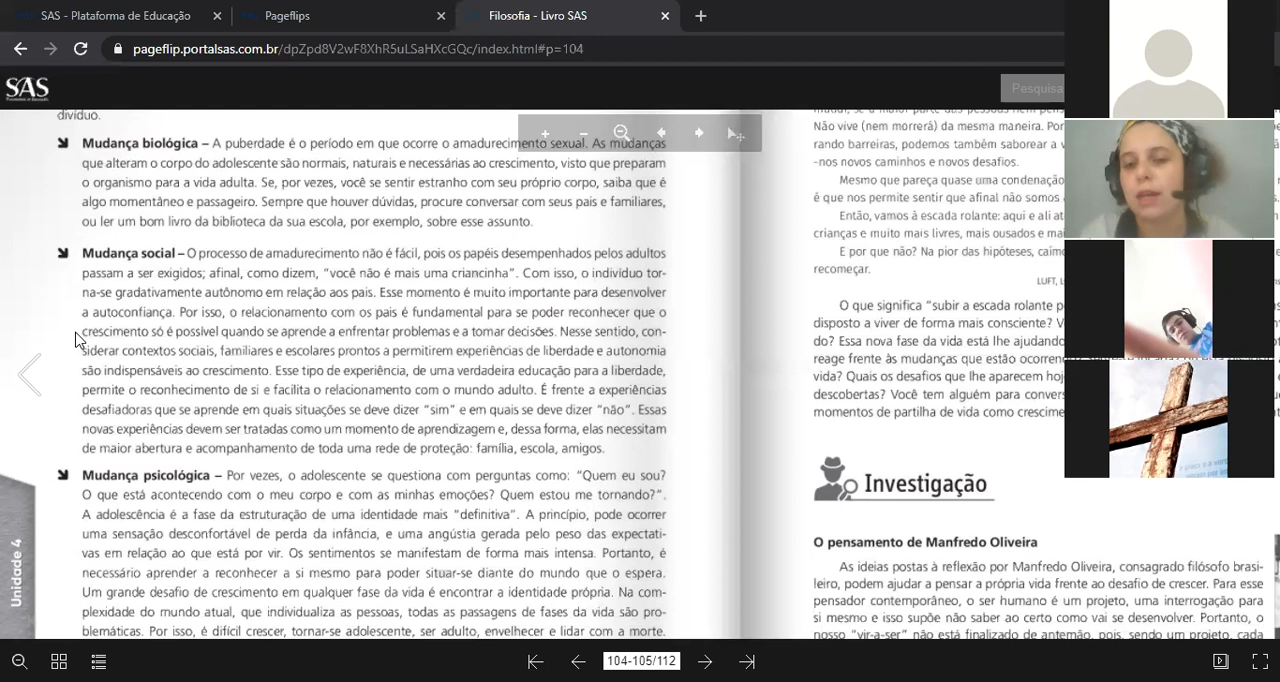 SAS - Plataforma de Educação
Pageflips
Filosofia - Livro SAS
pageflip.portalsas.com.br/dpZpd8V2wF8XhR5uLSaHXcGQc/index.html#p=104
SAS
Pesquisa
divíduo.
Mudança biológica – A puberdade é o período em que ocorre o amadurecimento sexual. As mudanças
que alteram o corpo do adolescente são normais, naturais e necessárias ao crescimento, visto que preparam
o organismo para a vida adulta. Se, por vezes, você se sentir estranho com seu próprio corpo, saiba que é
algo momentâneo e passageiro. Sempre que houver dúvidas, procure conversar com seus pais e familiares,
ou ler um bom livro da biblioteca da sua escola, por exemplo, sobre esse assunto.
Mudança social – O processo de amadurecimento não é fácil, pois os papéis desempenhados pelos adultos
passam a ser exigidos; afinal, como dizem, "você não é mais uma criancinha". Com isso, o indivíduo tor-
na-se gradativamente autônomo em relação aos pais. Esse momento é muito importante para desenvolver
a autoconfiança. Por isso, o relacionamento com os pais é fundamental para se poder reconhecer que o
crescimento só é possível quando se aprende a enfrentar problemas e a tomar decisões. Nesse sentido, con-
siderar contextos sociais, familiares e escolares prontos a permitirem experiências de liberdade e autonomia
são indispensáveis ao crescimento. Esse tipo de experiência, de uma verdadeira educação para a liberdade,
permite o reconhecimento de si e facilita o relacionamento com o mundo adulto. É frente a experiências
desafiadoras que se aprende em quais situações se deve dizer "sim" e em quais se deve dizer "não". Essas
novas experiências devem ser tratadas como um momento de aprendizagem e, dessa forma, elas necessitam
de maior abertura e acompanhamento de toda uma rede de proteção: família, escola, amigos.
Mudança psicológica – Por vezes, o adolescente se questiona com perguntas como: "Quem eu sou?
O que está acontecendo com o meu corpo e com as minhas emoções? Quem estou me tornando?".
A adolescência é a fase da estruturação de uma identidade mais "definitiva". A princípio, pode ocorrer
uma sensação desconfortável de perda da infância, e uma angústia gerada pelo peso das expectati-
vas em relação ao que está por vir. Os sentimentos se manifestam de forma mais intensa. Portanto, é
necessário aprender a reconhecer a si mesmo para poder situar-se diante do mundo que o espera.
Um grande desafio de crescimento em qualquer fase da vida é encontrar a identidade própria. Na com-
plexidade do mundo atual, que individualiza as pessoas, todas as passagens de fases da vida são pro-
blemáticas. Por isso, é difícil crescer, tornar-se adolescente, ser adulto, envelhecer e lidar com a morte.
Unidade 4
Não vive (nem morrerá) da mesma maneira. Por
rando barreiras, podemos também saborear a v
-nos novos caminhos e novos desafios.
Mesmo que pareça quase uma condenação
é que nos permite sentir que afinal não somos
Então, vamos à escada rolante: aqui e ali at
crianças e muito mais livres, mais ousados e ma
E por que não? Na pior das hipóteses, caímo
recomeçar.
LUFT, L
O que significa "subir a escada rolante p
disposto a viver de forma mais consciente? V
do? Essa nova fase da vida está lhe ajudando
reage frente às mudanças que estão ocorren
vida? Quais os desafios que lhe aparecem hoj
descobertas? Você tem alguém para convers
momentos de partilha de vida como crescime
Investigação
O pensamento de Manfredo Oliveira
As ideias postas à reflexão por Manfredo Oliveira, consagrado filósofo brasi-
leiro, podem ajudar a pensar a própria vida frente ao desafio de crescer. Para esse
pensador contemporâneo, o ser humano é um projeto, uma interrogação para
si mesmo e isso supõe não saber ao certo como vai se desenvolver. Portanto, o
nosso "vir-a-ser" não está finalizado de antemão, pois, sendo um projeto, cada
104-105/112